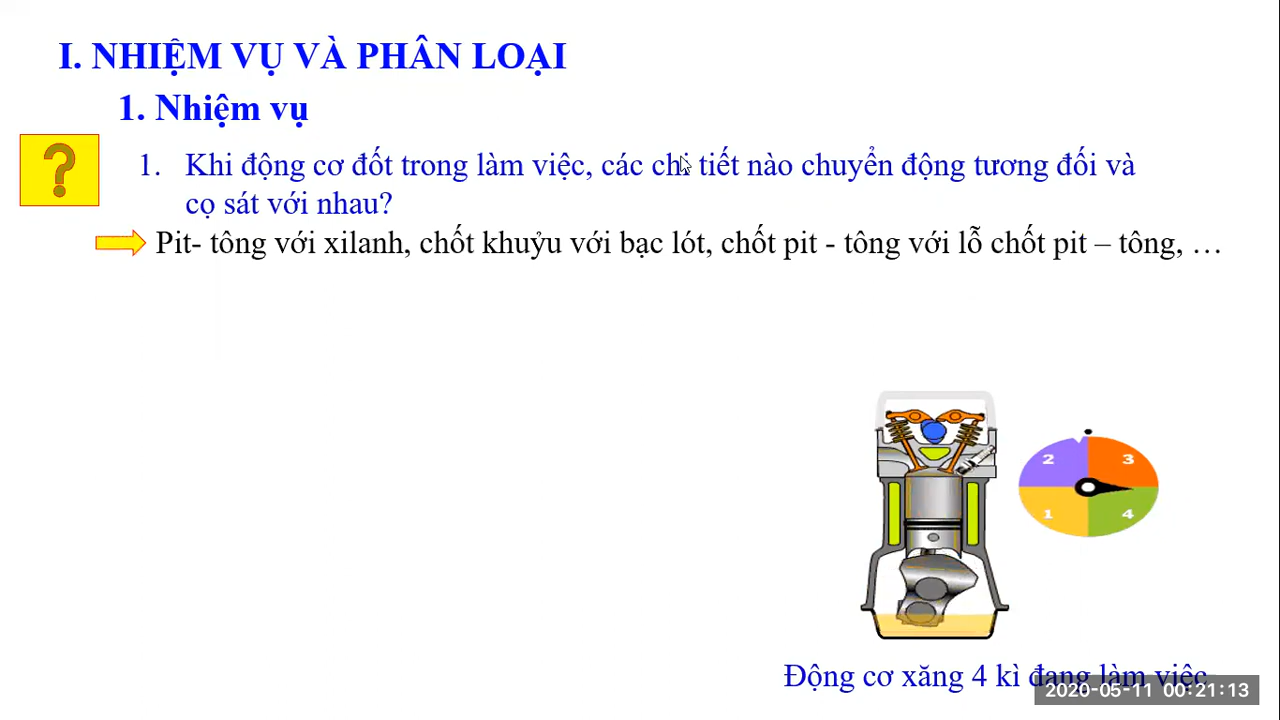 I. NHIỆM VỤ VÀ PHÂN LOẠI
1. Nhiệm vụ
?
1. Khi động cơ đốt trong làm việc, các chi tiết nào chuyển động tương đối và
cọ sát với nhau?
Pit- tông với xilanh, chốt khuỷu với bạc lót, chốt pit - tông với lỗ chốt pit – tông, …
2 3
1 4
Động cơ xăng 4 kì đang làm việc
2020-05-11 00:21:13